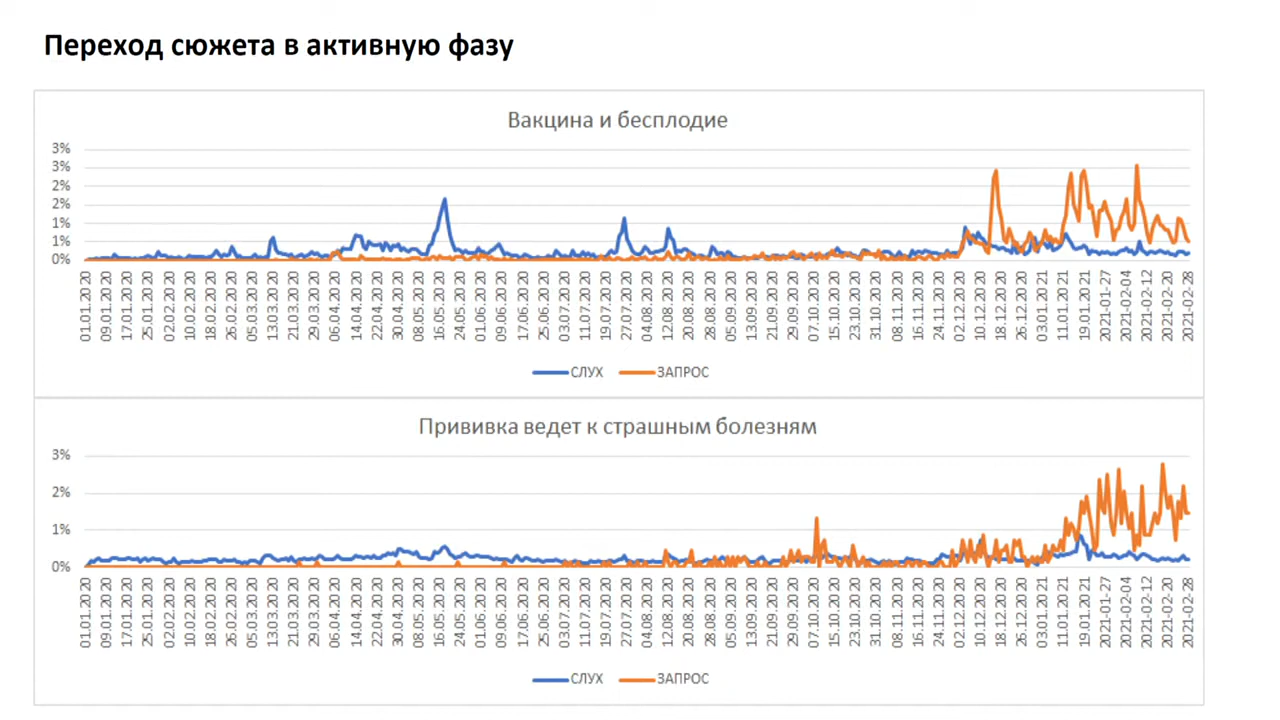 Переход сюжета в активную фазу
Вакцина и бесплодие
3%
3%
2%
2%
1%
1%
0%
01.01.2020 09.01.2020 17.01.2020 25.01.2020 02.02.2020 10.02.2020 18.02.2020 26.02.2020 05.03.2020 13.03.2020 21.03.2020 29.03.2020 06.04.2020 14.04.2020 22.04.2020 30.04.2020 08.05.2020 16.05.2020 24.05.2020 01.06.2020 09.06.2020 17.06.2020 25.06.2020 03.07.2020 11.07.2020 19.07.2020 27.07.2020 04.08.2020 12.08.2020 20.08.2020 28.08.2020 05.09.2020 13.09.2020 21.09.2020 29.09.2020 07.10.2020 15.10.2020 23.10.2020 31.10.2020 08.11.2020 16.11.2020 24.11.2020 02.12.2020 10.12.2020 18.12.2020 26.12.2020 03.01.2021 11.01.2021 19.01.2021 2021-01-27 2021-02-04 2021-02-12 2021-02-20 2021-02-28
СЛУХ ЗАПРОС
Прививка ведет к страшным болезням
3%
2%
1%
0%
01.01.2020 09.01.2020 17.01.2020 25.01.2020 02.02.2020 10.02.2020 18.02.2020 26.02.2020 05.03.2020 13.03.2020 21.03.2020 29.03.2020 06.04.2020 14.04.2020 22.04.2020 30.04.2020 08.05.2020 16.05.2020 24.05.2020 01.06.2020 09.06.2020 17.06.2020 25.06.2020 03.07.2020 11.07.2020 19.07.2020 27.07.2020 04.08.2020 12.08.2020 20.08.2020 28.08.2020 05.09.2020 13.09.2020 21.09.2020 29.09.2020 07.10.2020 15.10.2020 23.10.2020 31.10.2020 08.11.2020 16.11.2020 24.11.2020 02.12.2020 10.12.2020 18.12.2020 26.12.2020 03.01.2021 11.01.2021 19.01.2021 2021-01-27 2021-02-04 2021-02-12 2021-02-20 2021-02-28
СЛУХ ЗАПРОС